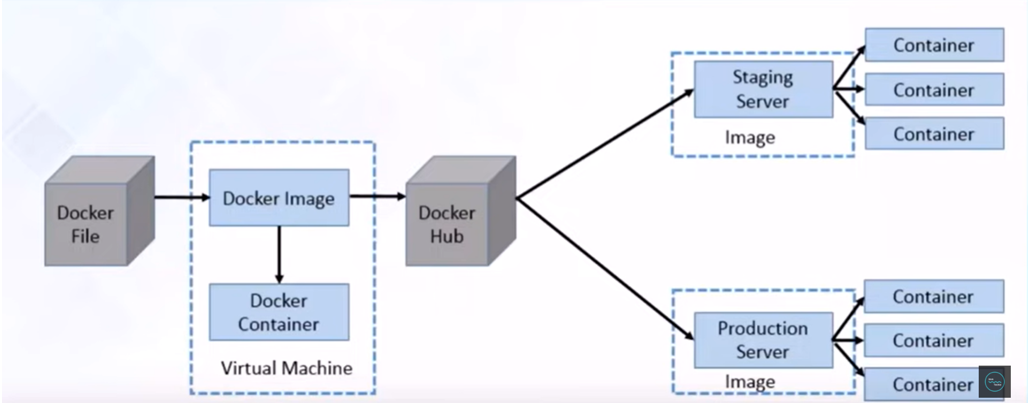 Docker
File
Docker Image
Docker
Container
Virtual Machine
Docker
Hub
Staging
Server
Image
Container
Container
Container
Production
Server
Image
Container
Container
Container